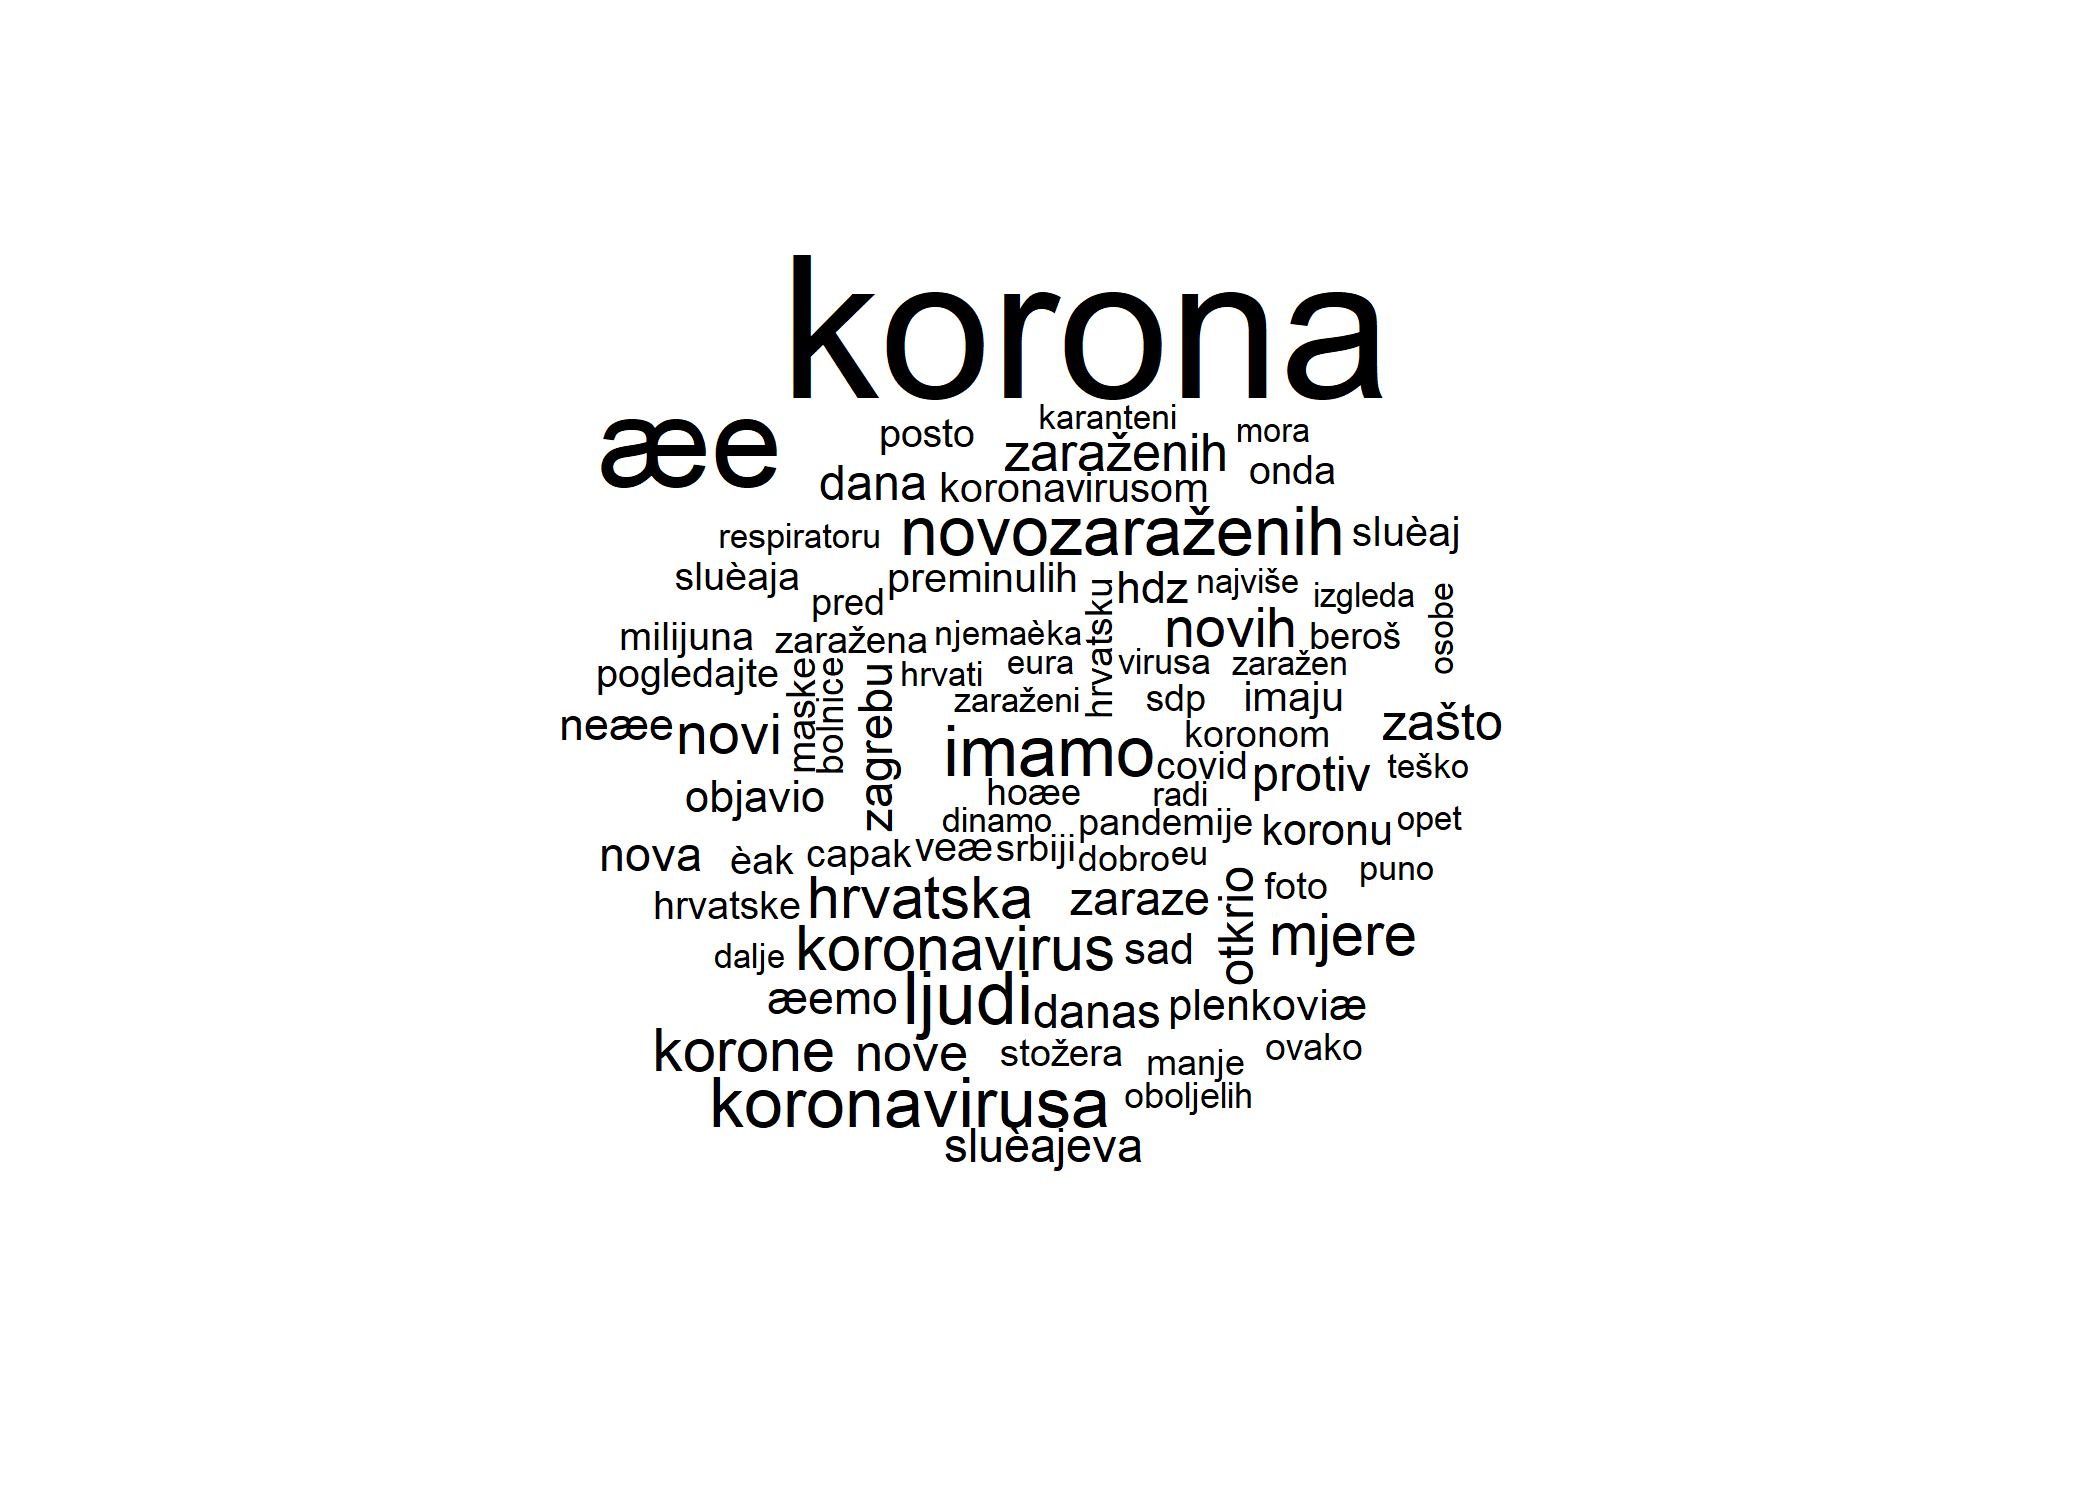 korona
æe posto karanteni mora
zaraženih onda
dana koronavirusom
respiratoru novozaraženih sluèaj
sluèaja preminulih hdz najviše izgleda osobe
pred hrvatsku
milijuna zaražena njemaèka novih beroš
pogledajte hrvati eura virusa zaražen
maske bolnice zagrebu zaraženi sdp imaju
neæe novi imamo koronom zašto
covid protiv teško
objavio hoæe radi
dinamo pandemije koronu opet
nova èak capak veæ srbiji dobro eu
puno
hrvatske hrvatska zaraze otkrio foto
dalje koronavirus sad mjere
æemo ljudi danas plenkoviæ
korone nove stožera manje ovako
koronavirusa oboljelih
sluèajeva